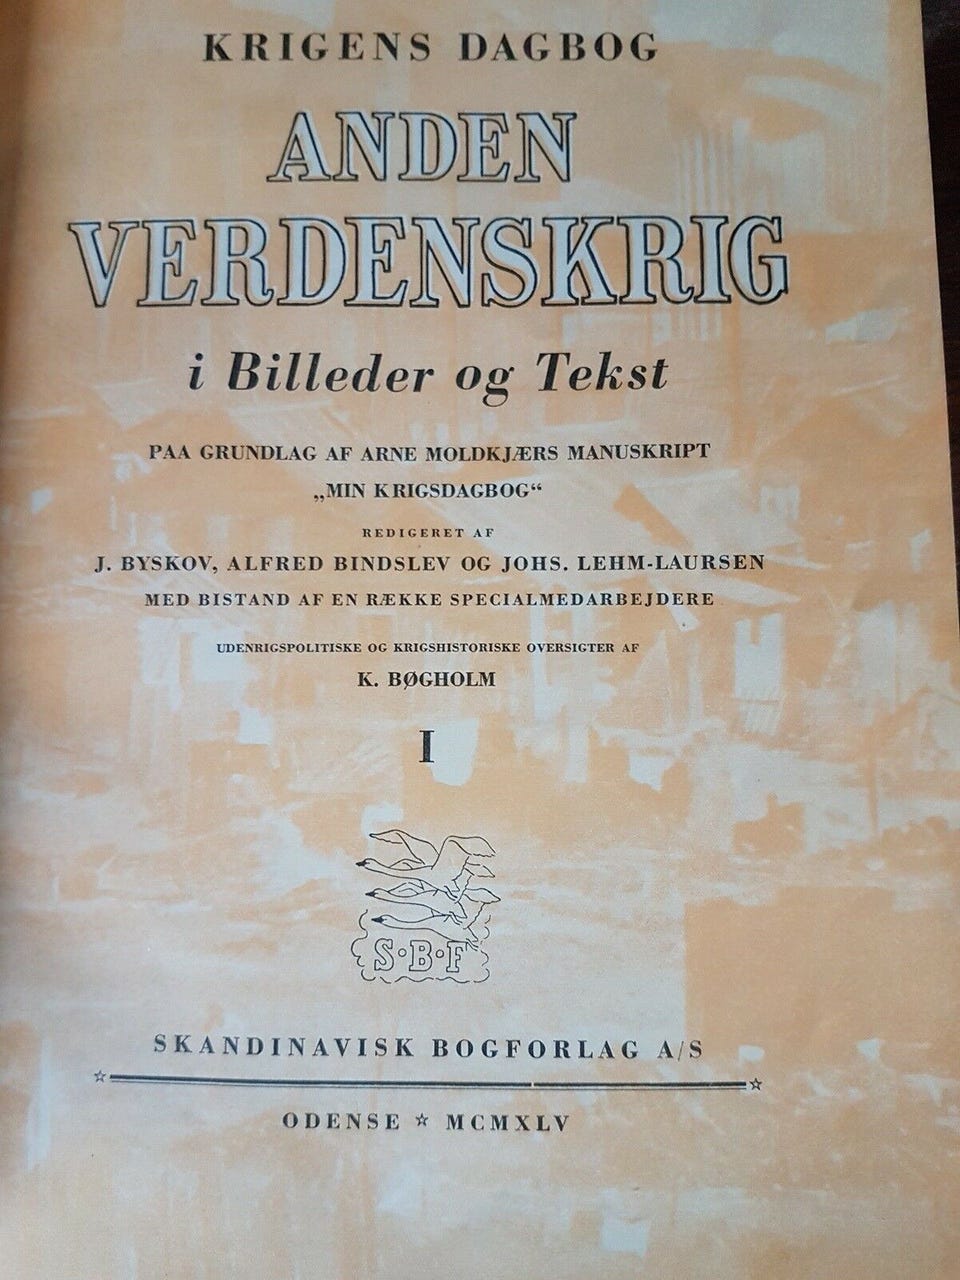 KRIGENS DAGBOG
ANDEN
VERDENSKRIG
i Billeder og Tekst
PAA GRUNDLAG AF ARNE MOLDKJÆRS MANUSKRIPT
„MIN KRIGSDAGBOG“
REDIGERET AF
J. BYSKOV, ALFRED BINDSLEV OG JOHS. LEHM-LAURSEN
MED BISTAND AF EN RÆKKE SPECIALMEDARBEJDERE
UDENRIGSPOLITISKE OG KRIGSHISTORISKE OVERSIGTER AF
K. BØGHOLM
I
S·B·F
SKANDINAVISK BOGFORLAG A/S
ODENSE ☆ MCMXLV